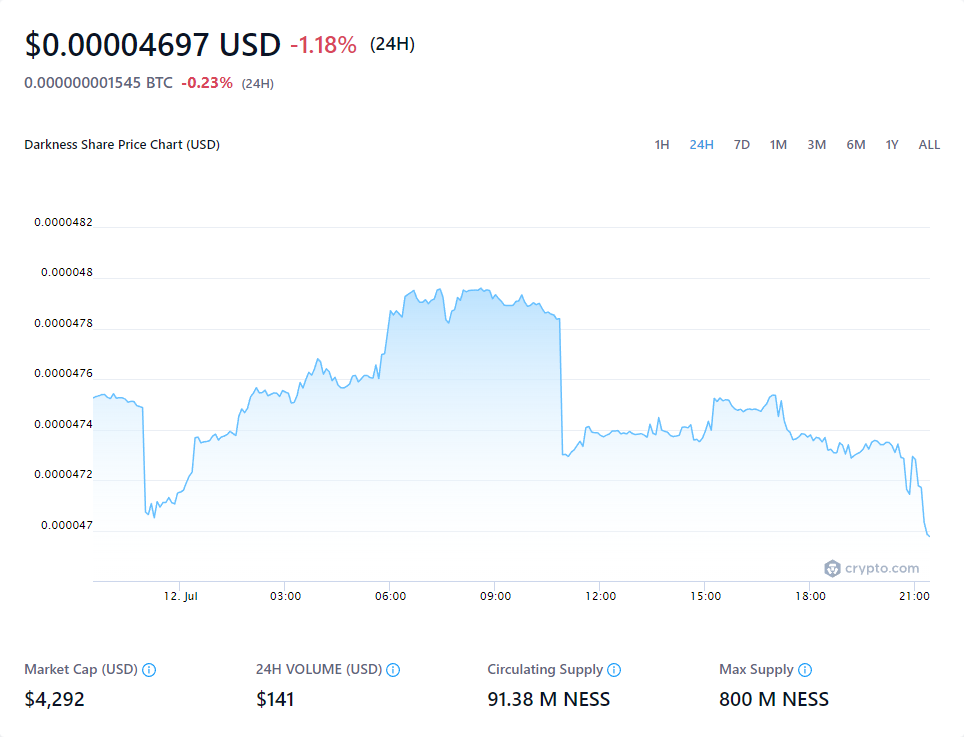 $0.00004697 USD -1.18% (24H)
0.000000001545 BTC -0.23% (24H)
Darkness Share Price Chart (USD) 1H 24H 7D 1M 3M 6M 1Y ALL
0.0000482
0.000048
0.0000478
0.0000476
0.0000474
0.0000472
0.000047
crypto.com
12. Jul 03:00 06:00 09:00 12:00 15:00 18:00 21:00
Market Cap (USD) 24H VOLUME (USD) Circulating Supply Max Supply
$4,292 $141 91.38 M NESS 800 M NESS